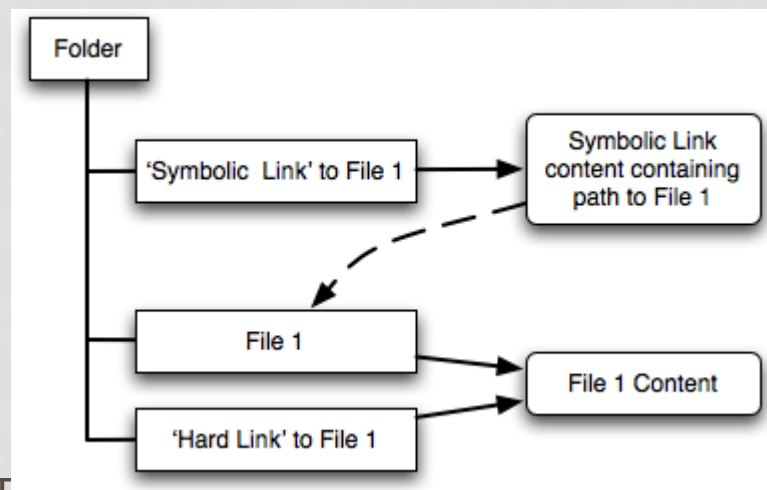 Folder
‘Symbolic Link’ to File 1
Symbolic Link
content containing
path to File 1
File 1
File 1 Content
‘Hard Link’ to File 1